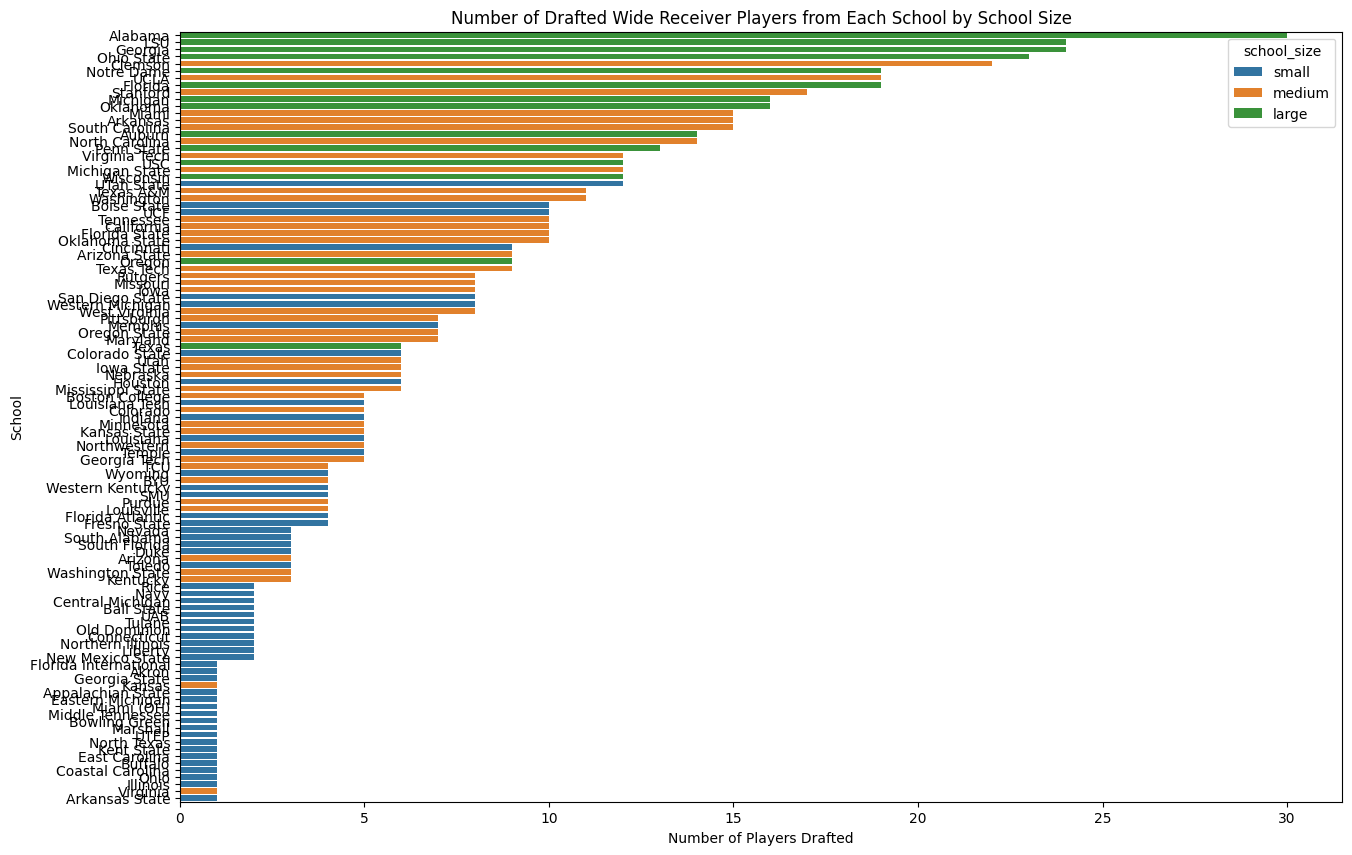 Number of Drafted Wide Receiver Players from Each School by School Size
school_size
small
medium
large
School
Alabama
LSU
Georgia
Ohio State
Clemson
Notre Dame
UCLA
Florida
Stanford
Michigan
Oklahoma
Miami
Arkansas
South Carolina
Auburn
North Carolina
Penn State
Virginia Tech
USC
Michigan State
Wisconsin
Utah State
Texas A&M
Washington
Boise State
UCF
Tennessee
California
Florida State
Oklahoma State
Cincinnati
Arizona State
Oregon
Texas Tech
Rutgers
Missouri
Iowa
San Diego State
Western Michigan
West Virginia
Pittsburgh
Memphis
Oregon State
Maryland
Texas
Colorado State
Utah
Iowa State
Nebraska
Houston
Mississippi State
Boston College
Louisiana Tech
Colorado
Indiana
Minnesota
Kansas State
Louisiana
Northwestern
Temple
Georgia Tech
TCU
Wyoming
BYU
Western Kentucky
SMU
Purdue
Louisville
Florida Atlantic
Fresno State
Nevada
South Alabama
South Florida
Duke
Arizona
Toledo
Washington State
Kentucky
Rice
Navy
Central Michigan
Ball State
UAB
Tulane
Old Dominion
Connecticut
Northern Illinois
Liberty
New Mexico State
Florida International
Akron
Georgia State
Kansas
Appalachian State
Eastern Michigan
Miami (OH)
Middle Tennessee
Bowling Green
Marshall
UTEP
North Texas
Kent State
East Carolina
Buffalo
Coastal Carolina
Ohio
Illinois
Virginia
Arkansas State
0 5 10 15 20 25 30
Number of Players Drafted